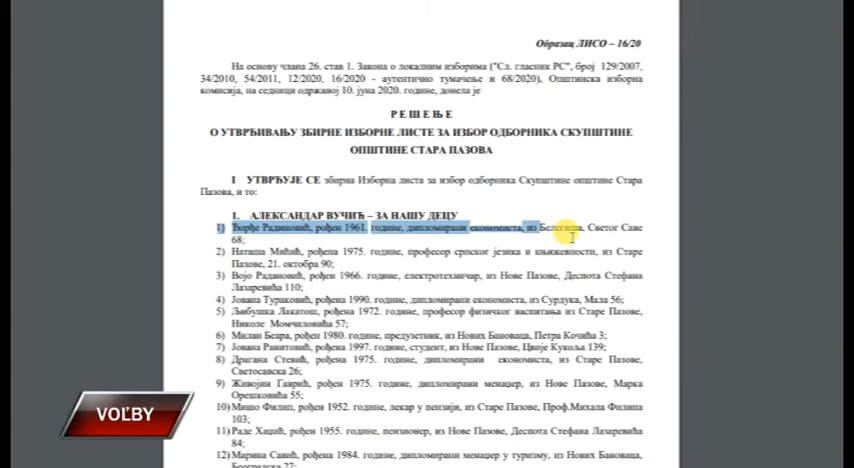 Образац ЛИСО – 16/20
На основу члана 26. став 1. Закона о локалним изборима ("Сл. гласник РС", број 129/2007,
34/2010, 54/2011, 12/2020, 16/2020 - аутентично тумачење и 68/2020), Општинска изборна
комисија, на седници одржаној 10. јуна 2020. године, донела је
Р Е Ш Е Њ Е
О УТВРЂИВАЊУ ЗБИРНЕ ИЗБОРНЕ ЛИСТЕ ЗА ИЗБОР ОДБОРНИКА СКУПШТИНЕ
ОПШТИНЕ СТАРА ПАЗОВА
I УТВРЂУЈЕ СЕ збирна Изборна листа за избор одборника Скупштине општине Стара
Пазова, и то:
1. АЛЕКСАНДАР ВУЧИЋ – ЗА НАШУ ДЕЦУ
1) Ђорђе Радиновић, рођен 1961. године, дипломирани економиста, из Белегиша, Светог Саве
68;
2) Наташа Мићић, рођена 1975. године, професор српског језика и књижевности, из Старе
Пазове, 21. октобра 90;
3) Војо Радановић, рођен 1966. године, електротехничар, из Нове Пазове, Деспота Стефана
Лазаревића 110;
4) Јована Тураковић, рођена 1990. године, дипломирани економиста, из Сурдука, Мала 56;
5) Љибушка Лакатош, рођена 1972. године, професор физичког васпитања из Старе Пазове,
Николе Момчиловића 57;
6) Милан Беара, рођен 1980. године, предузетник, из Нових Бановаца, Петра Кочића 3;
7) Јована Ранитовић, рођена 1997. године, студент, из Нове Пазове, Цвије Кукоља 139;
8) Драгана Стевић, рођена 1975. године, дипломирани економиста, из Старе Пазове,
Светосавска 26;
9) Живојин Гаврић, рођен 1975. године, дипломирани менаџер, из Нове Пазове, Марка
Орешковића 55;
10) Мишо Филип, рођен 1952. године, лекар у пензији, из Старе Пазове, Проф.Михала Филипа
103;
11) Раде Хаџић, рођен 1955. године, пензионер, из Нове Пазове, Деспота Стефана Лазаревића
84;
12) Марина Савић, рођена 1984. године, дипломирани менаџер у туризму, из Нових Бановаца,
Београдска 27;
VOĽBY